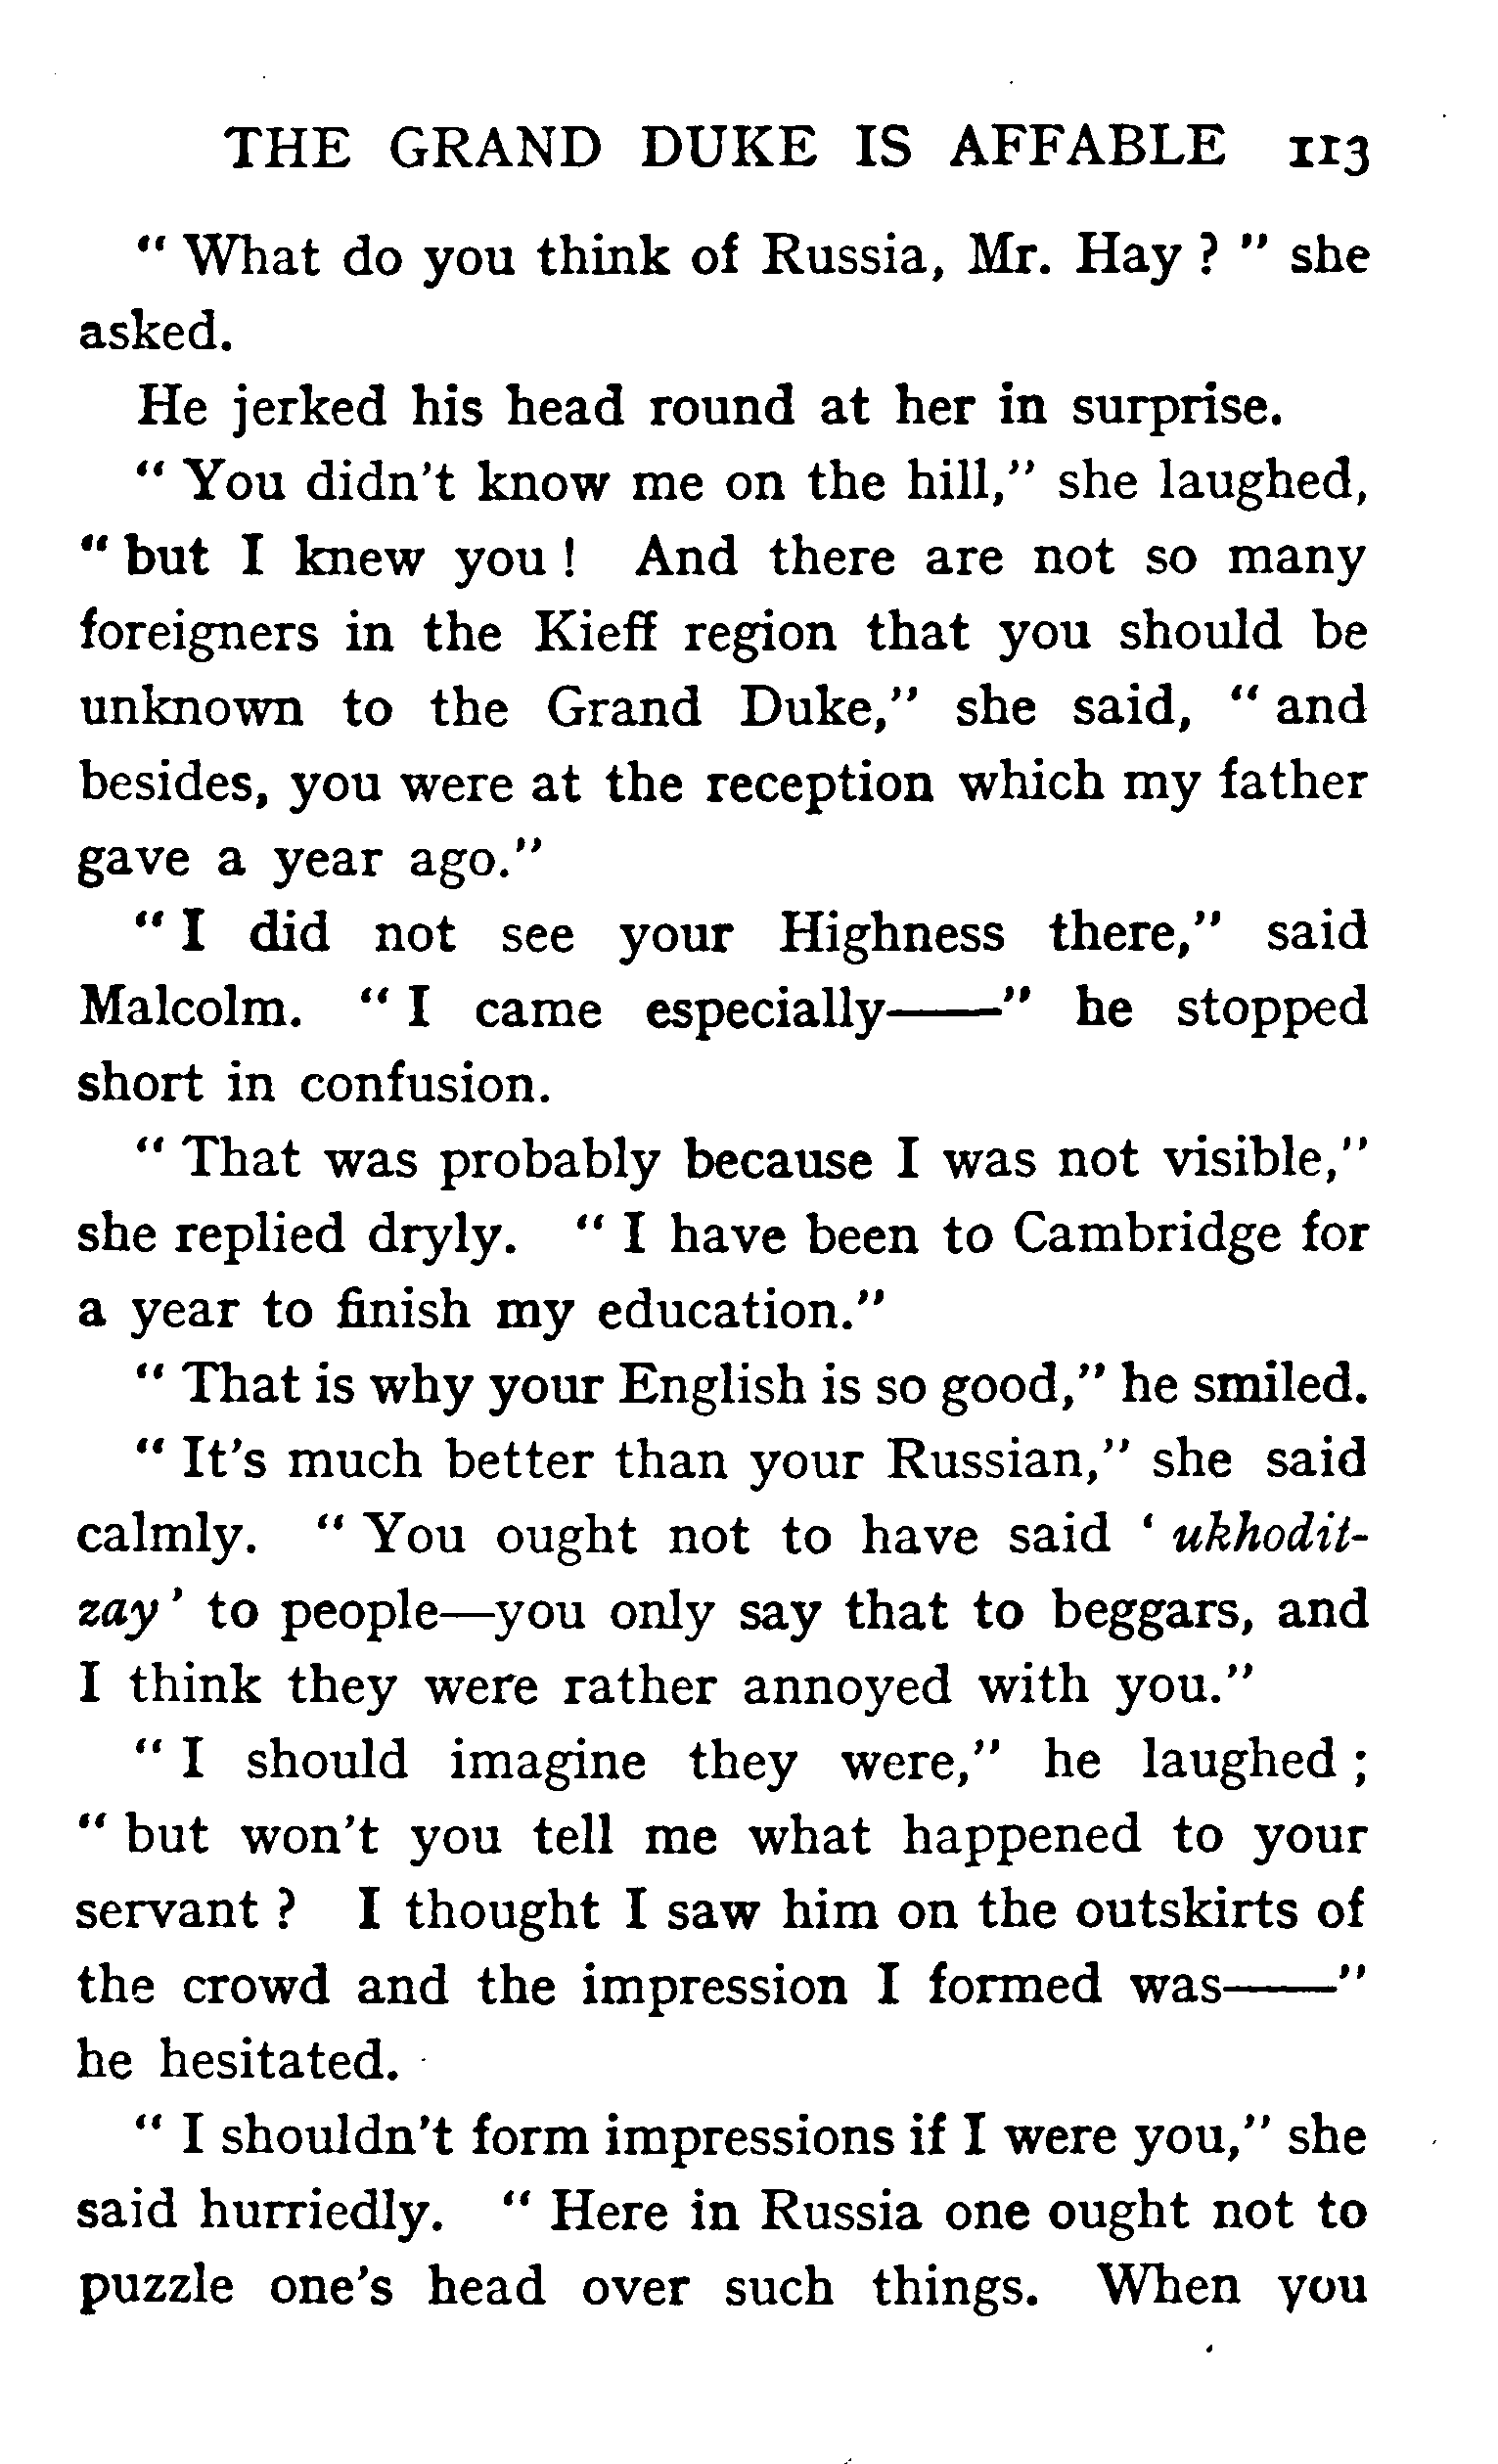 THE GRAND DUKE IS AFFABLE 113
“ What do you think of Russia, Mr. Hay ? ” she
asked.
He jerked his head round at her in surprise.
“ You didn't know me on the hill,” she laughed,
“ but I knew you ! And there are not so many
foreigners in the Kieff region that you should be
unknown to the Grand Duke,” she said, “ and
besides, you were at the reception which my father
gave a year ago.”
“ I did not see your Highness there,” said
Malcolm. “ I came especially——” he stopped
short in confusion.
“ That was probably because I was not visible,”
she replied dryly. “ I have been to Cambridge for
a year to finish my education.”
“ That is why your English is so good,” he smiled.
“ It's much better than your Russian,” she said
calmly. “ You ought not to have said ‘ ukhodit-
zay ’ to people—you only say that to beggars, and
I think they were rather annoyed with you.”
“ I should imagine they were,” he laughed ;
“ but won't you tell me what happened to your
servant ? I thought I saw him on the outskirts of
the crowd and the impression I formed was——”
he hesitated.
“ I shouldn't form impressions if I were you,” she
said hurriedly. “ Here in Russia one ought not to
puzzle one's head over such things. When you